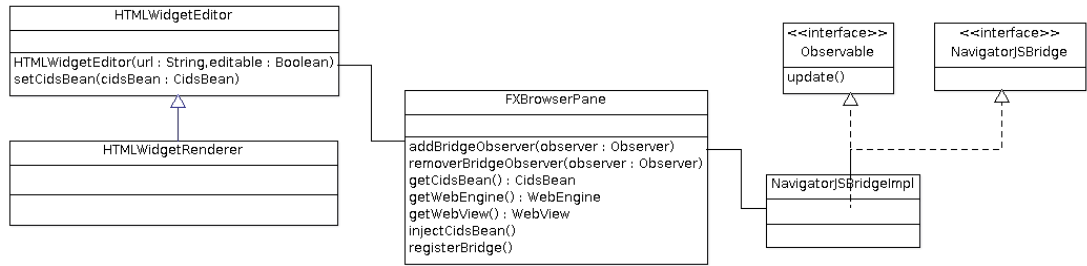 HTMLWidgetEditor
HTMLWidgetEditor(url : String,editable : Boolean)
setCidsBean(cidsBean : CidsBean)
HTMLWidgetRenderer
FXBrowserPane
addBridgeObserver(observer : Observer)
removerBridgeObserver(observer : Observer)
getCidsBean() : CidsBean
getWebEngine() : WebEngine
getWebView() : WebView
injectCidsBean()
registerBridge()
<<interface>>
Observable
update()
<<interface>>
NavigatorJSBridge
NavigatorJSBridgeImpl